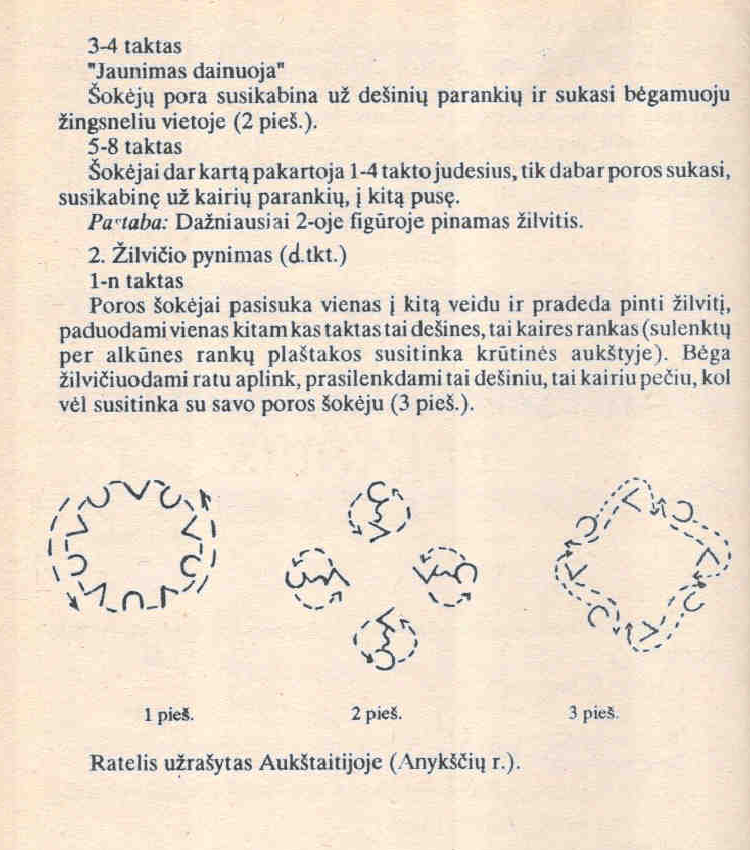 3-4 taktas
"Jaunimas dainuoja"
Šokėjų pora susikabina už dešinių parankių ir sukasi bėgamuoju
žingsneliu vietoje (2 pieš.).
5-8 taktas
Šokėjai dar kartą pakartoja 1-4 takto judesius, tik dabar poros sukasi,
susikabinę už kairių parankių, į kitą pusę.
Pastaba: Dažniausiai 2-oje figūroje pinamas žilvitis.
2. Žilvičio pynimas (d.tkt.)
1-n taktas
Poros šokėjai pasisuka vienas į kitą veidu ir pradeda pinti žilvitį,
paduodami vienas kitam kas taktas tai dešines, tai kaires rankas (sulenktų
per alkūnes rankų plaštakos susitinka krūtinės aukštyje). Bėga
žilvičiuodami ratu aplink, prasilenkdami tai dešiniu, tai kairiu pečiu, kol
vėl susitinka su savo poros šokėju (3 pieš.).
1 pieš. 2 pieš. 3 pieš.
Ratelis užrašytas Aukštaitijoje (Anykščių r.).